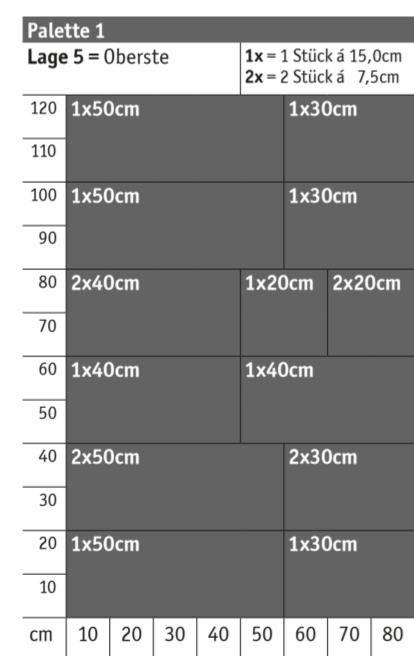 Palette 1
Lage 5 = Oberste
1x = 1 Stück á 15,0cm
2x = 2 Stück á 7,5cm
120 1x50cm 1x30cm
110
100 1x50cm 1x30cm
90
80 2x40cm 1x20cm 2x20cm
70
60 1x40cm 1x40cm
50
40 2x50cm 2x30cm
30
20 1x50cm 1x30cm
10
cm 10 20 30 40 50 60 70 80